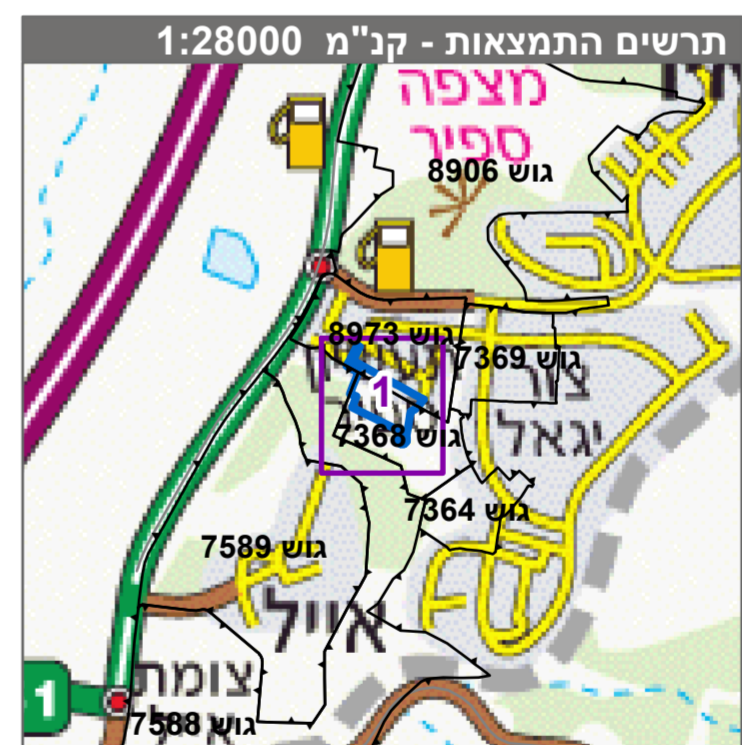 תרשים התמצאות - קנ"מ 1:28000
מצפה
ספיר
גוש 8906
גוש 8973
גוש 7369
1
צור
יגאל
גוש 7368
גוש 7364
גוש 7589
אייל
צומת
1
גוש 7588